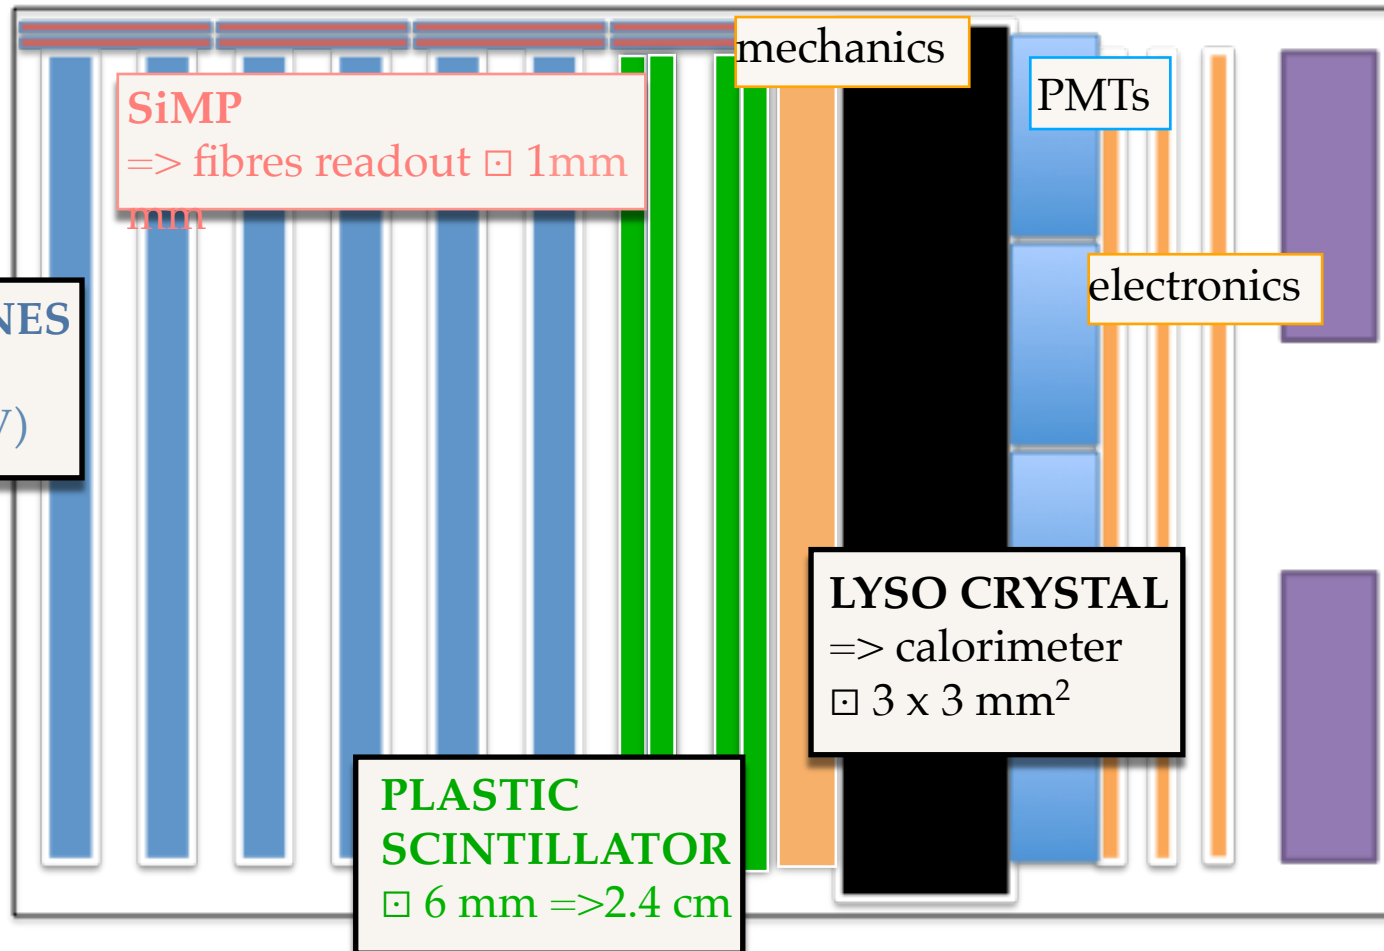 mechanics
PMTs
SiMP
=> fibres readout ⊡ 1mm
mm
electronics
NES
V)
LYSO CRYSTAL
=> calorimeter
⊡ 3 x 3 mm²
PLASTIC
SCINTILLATOR
⊡ 6 mm =>2.4 cm